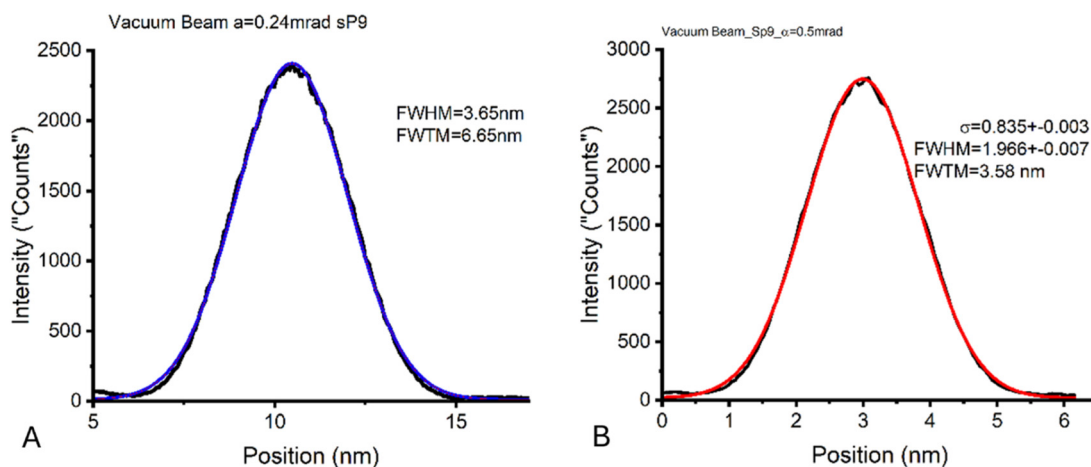 Vacuum Beam a=0.24mrad sP9
2500
2000
1500
1000
500
0
Intensity ("Counts")
FWHM=3.65nm
FWTM=6.65nm
5
10
15
Position (nm)
A
Vacuum Beam_Sp9_α=0.5mrad
3000
2500
2000
1500
1000
500
0
Intensity ("Counts")
σ=0.835+-0.003
FWHM=1.966+-0.007
FWTM=3.58 nm
0
1
2
3
4
5
6
Position (nm)
B